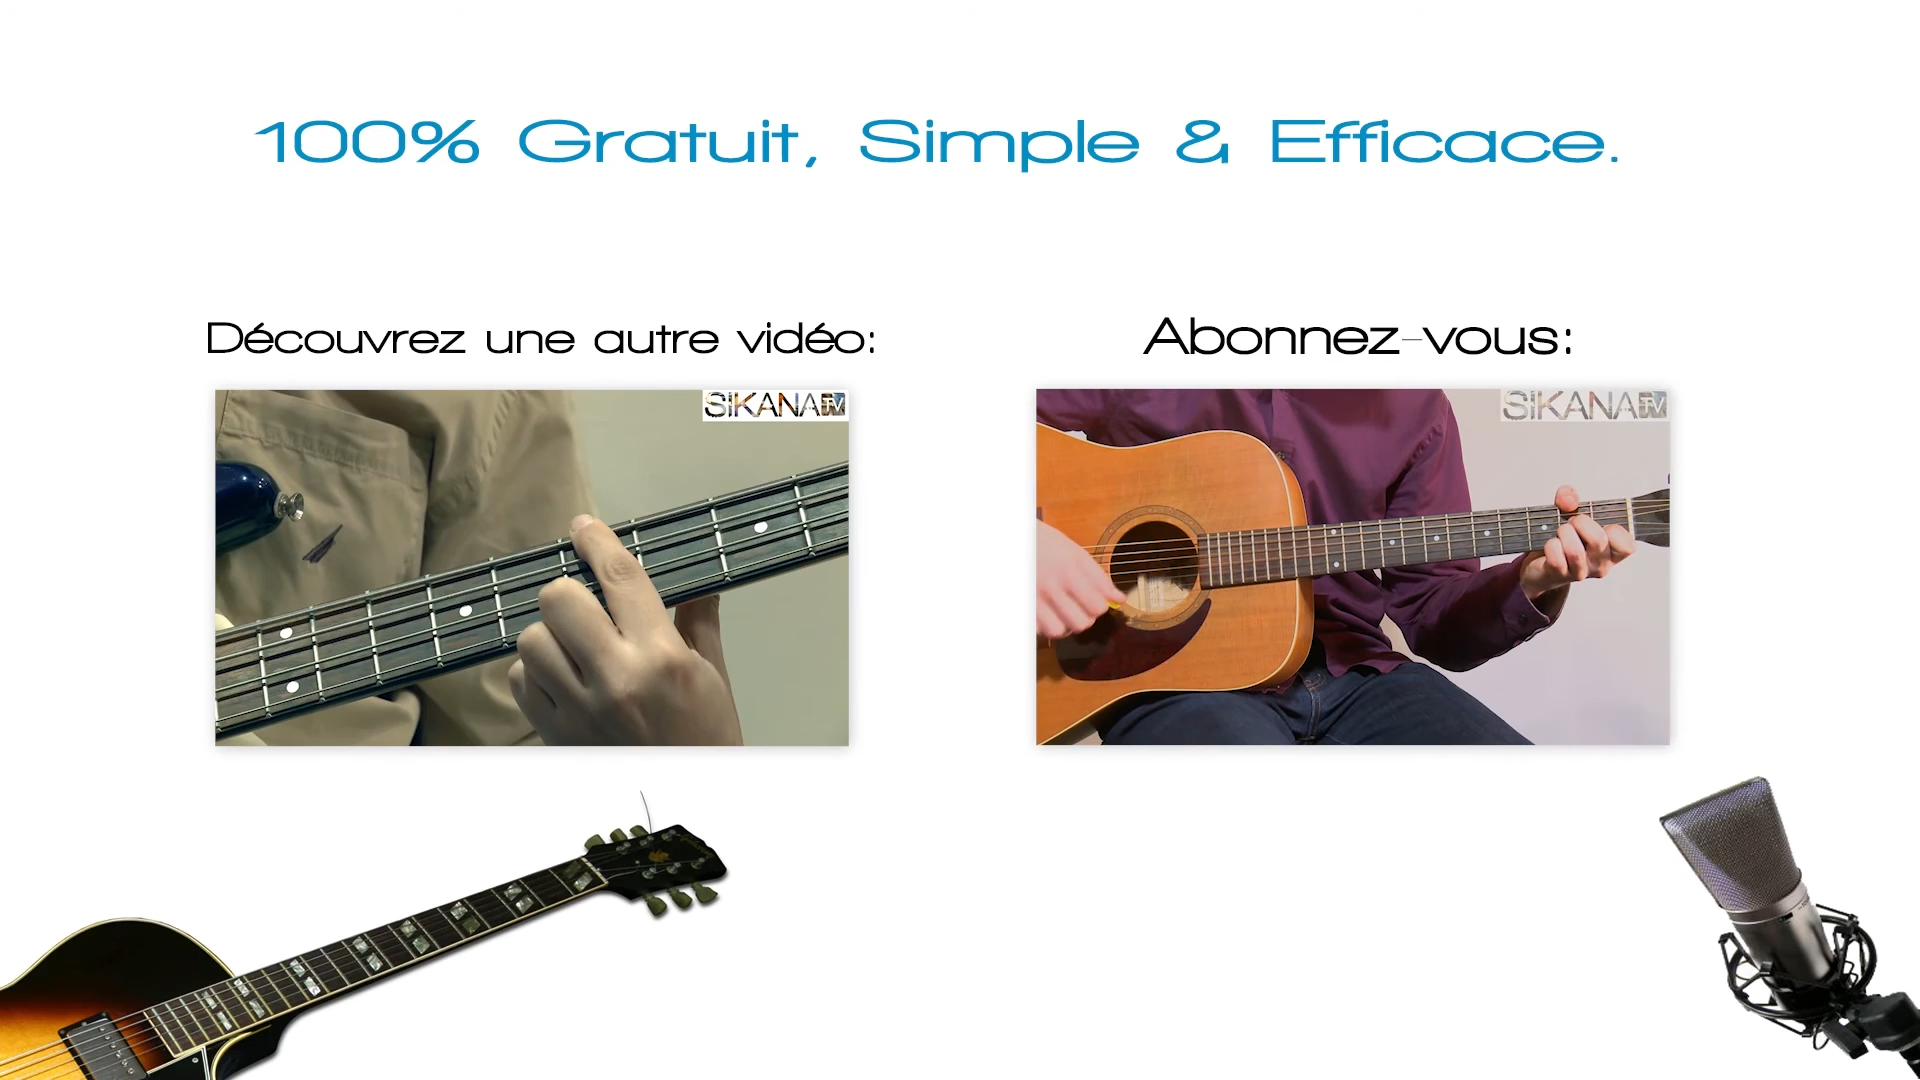 100% Gratuit, Simple & Efficace.
Découvrez une autre vidéo:
Abonnez-vous:
SIKANA TV
SIKANA TV